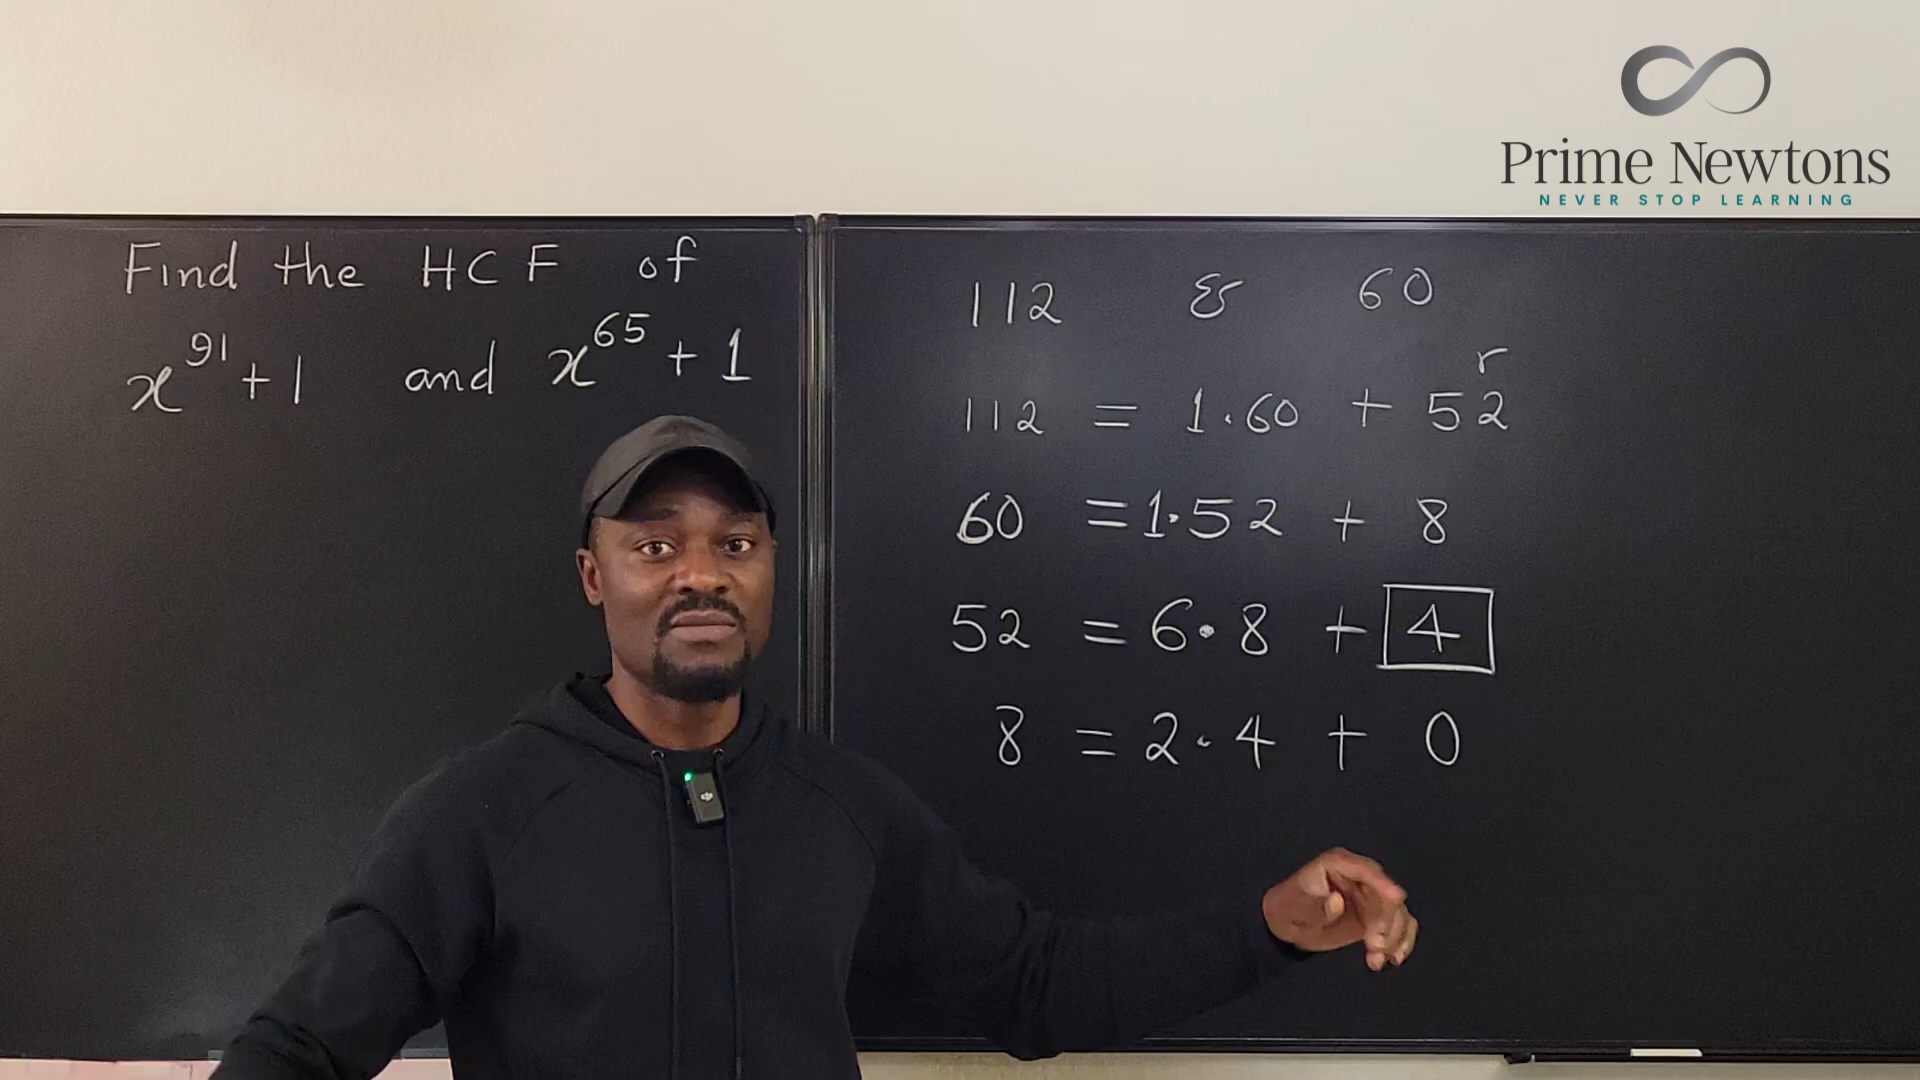 Prime Newtons
NEVER STOP LEARNING
Find the HCF of
x^91 + 1 and x^65 + 1
112 & 60
r
112 = 1·60 + 52
60 = 1·52 + 8
52 = 6·8 + 4
8 = 2·4 + 0